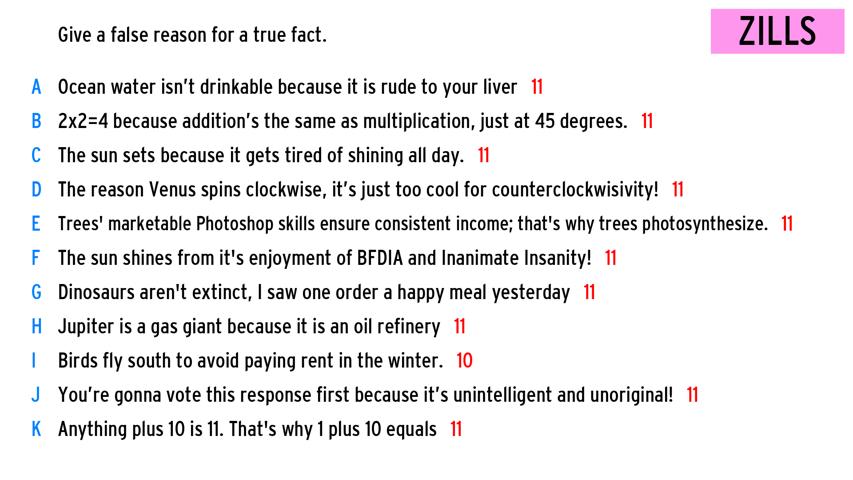 Give a false reason for a true fact.
ZILLS
A Ocean water isn't drinkable because it is rude to your liver 11
B 2x2=4 because addition's the same as multiplication, just at 45 degrees. 11
C The sun sets because it gets tired of shining all day. 11
D The reason Venus spins clockwise, it's just too cool for counterclockwisivity! 11
E Trees' marketable Photoshop skills ensure consistent income; that's why trees photosynthesize. 11
F The sun shines from it's enjoyment of BFDIA and Inanimate Insanity! 11
G Dinosaurs aren't extinct, I saw one order a happy meal yesterday 11
H Jupiter is a gas giant because it is an oil refinery 11
I Birds fly south to avoid paying rent in the winter. 10
J You're gonna vote this response first because it's unintelligent and unoriginal! 11
K Anything plus 10 is 11. That's why 1 plus 10 equals 11